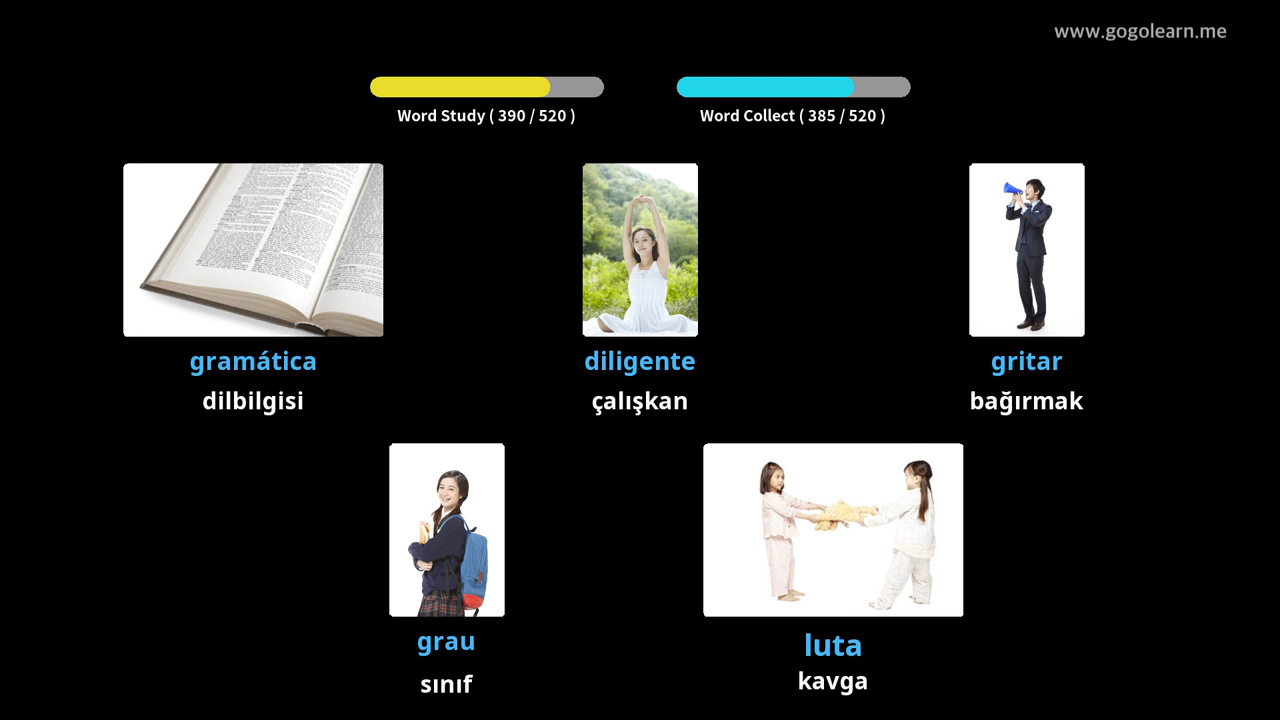 www.gogolearn.me
Word Study ( 390 / 520 )
Word Collect ( 385 / 520 )
gramática
dilbilgisi
diligente
çalışkan
gritar
bağırmak
grau
sınıf
luta
kavga